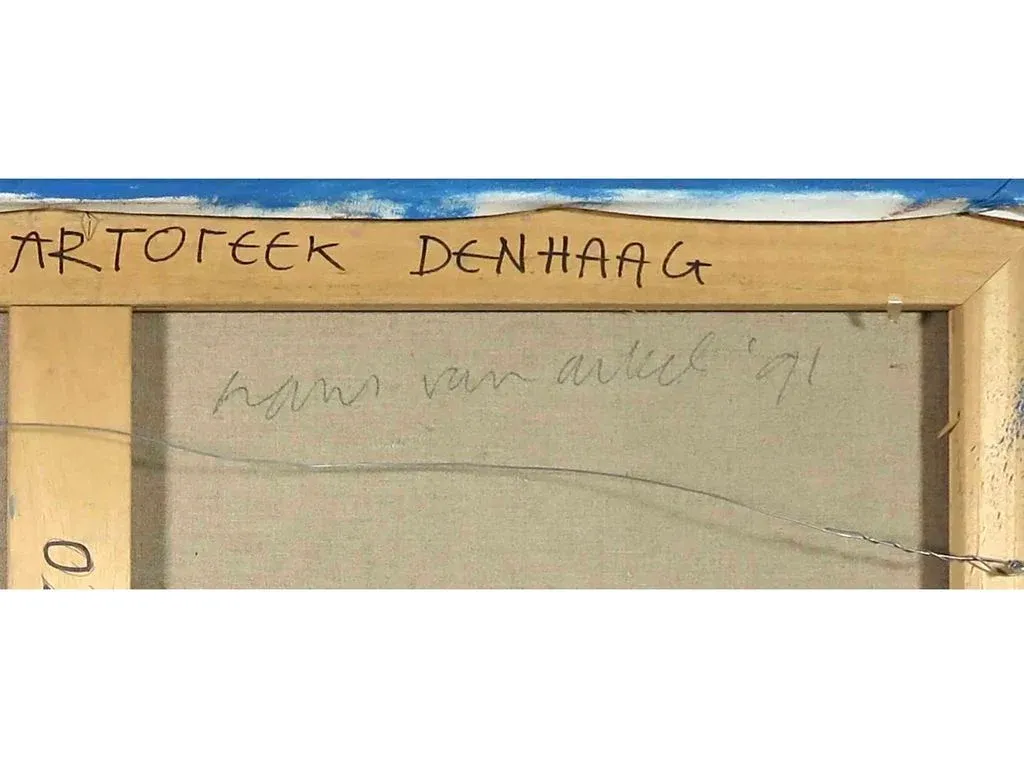 ARTOTEEK DENHAAG
hans van arkel '91